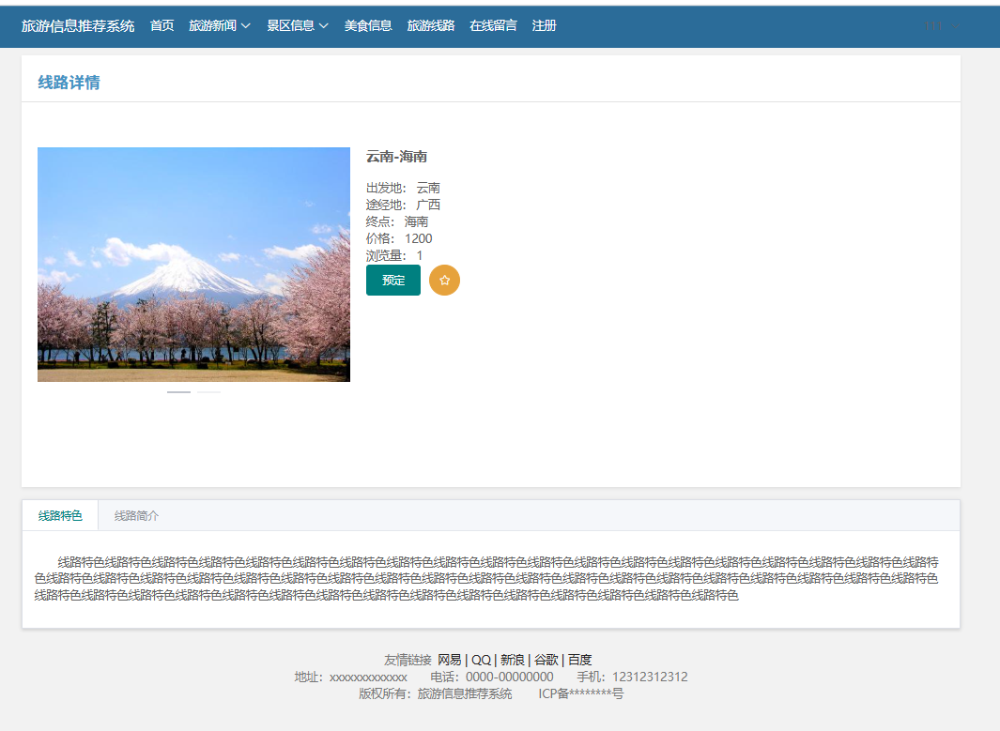 旅游信息推荐系统 首页 旅游新闻 景区信息 美食信息 旅游线路 在线留言 注册
线路详情
云南-海南
出发地： 云南
途经地： 广西
终点： 海南
价格： 1200
浏览量： 1
预定
线路特色 线路简介
线路特色线路特色线路特色线路特色线路特色线路特色线路特色线路特色线路特色线路特色线路特色线路特色线路特色线路特色线路特色线路特色线路特色线路特色线路特
色线路特色线路特色线路特色线路特色线路特色线路特色线路特色线路特色线路特色线路特色线路特色线路特色线路特色线路特色线路特色线路特色线路特色线路特色线路特色
线路特色线路特色线路特色线路特色线路特色线路特色线路特色线路特色线路特色线路特色线路特色线路特色线路特色线路特色线路特色
友情链接 网易 | QQ | 新浪 | 谷歌 | 百度
地址：xxxxxxxxxxxxx 电话：0000-00000000 手机：12312312312
版权所有：旅游信息推荐系统 ICP备********号